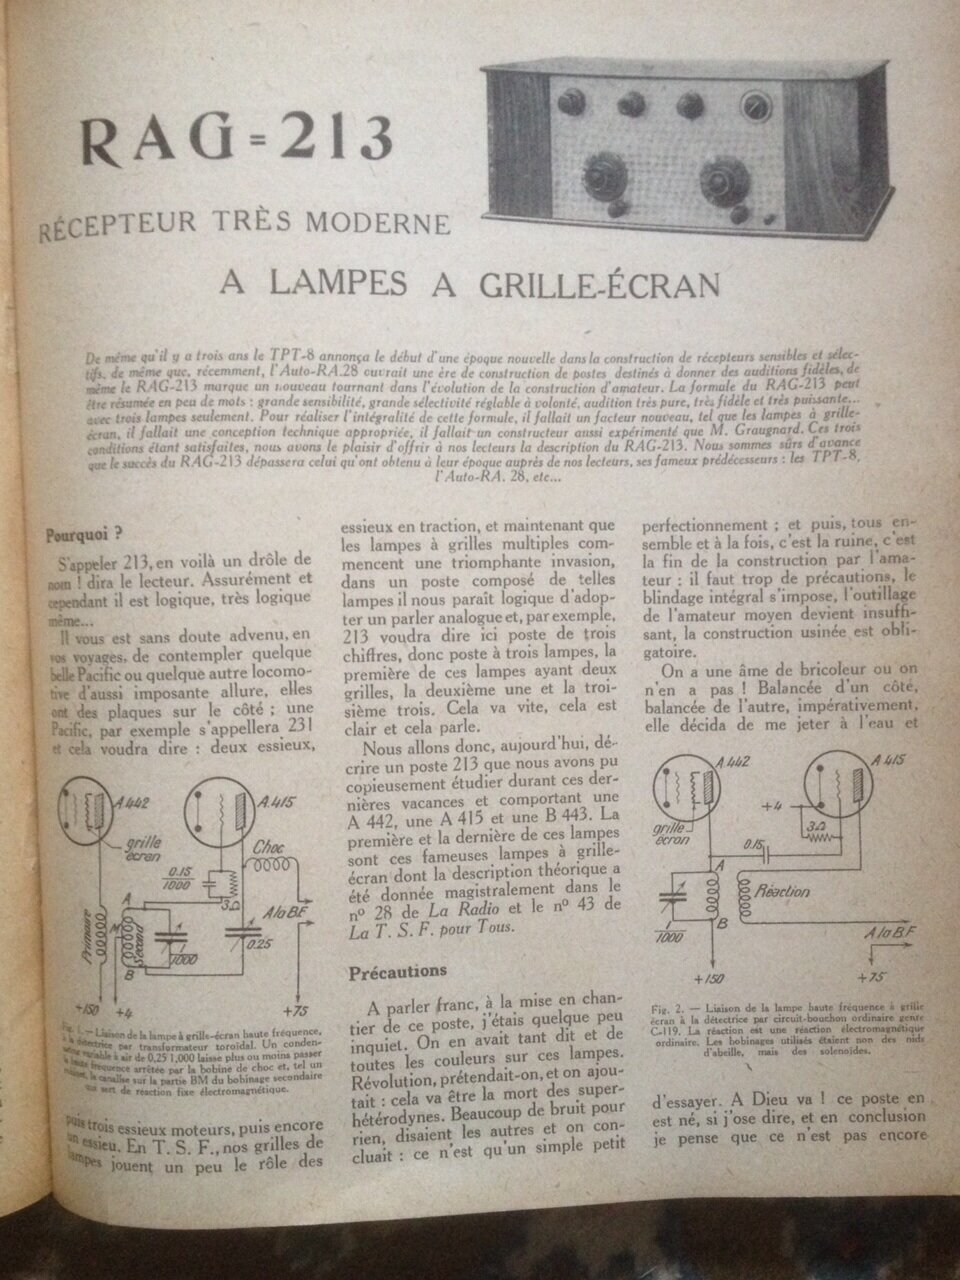 RAG=213
RÉCEPTEUR TRÈS MODERNE
A LAMPES A GRILLE-ÉCRAN
De même qu'il y a trois ans le TPT-8 annonça le début d'une époque nouvelle dans la construction de récepteurs sensibles et sélec-
tifs, de même que, récemment, l'Auto-RA.28 ouvrait une ère de construction de postes destinés à donner des auditions fidèles, de
même le RAG-213 marque un nouveau tournant dans l'évolution de la construction d'amateur. La formule du RAG-213 peut
être résumée en peu de mots : grande sensibilité, grande sélectivité réglable à volonté, audition très pure, très fidèle et très puissante...
avec trois lampes seulement. Pour réaliser l'intégralité de cette formule, il fallait un facteur nouveau, tel que les lampes à grille-
écran, il fallait une conception technique appropriée, il fallait un constructeur aussi expérimenté que M. Graugnard. Ces trois
conditions étant satisfaites, nous avons le plaisir d'offrir à nos lecteurs la description du RAG-213. Nous sommes sûrs d'avance
que le succès du RAG-213 dépassera celui qu'ont obtenu à leur époque auprès de nos lecteurs, ses fameux prédécesseurs : les TPT-8,
l'Auto-RA. 28, etc...
Pourquoi ?
S'appeler 213, en voilà un drôle de
nom ! dira le lecteur. Assurément et
cependant il est logique, très logique
même...
Il vous est sans doute advenu, en
vos voyages, de contempler quelque
belle Pacific ou quelque autre locomo-
tive d'aussi imposante allure, elles
ont des plaques sur le côté ; une
Pacific, par exemple s'appellera 231
et cela voudra dire : deux essieux,
A442
A415
grille
écran
Choc
0.15
1000
3Ω
A la BF
A
M
B
Primaire
Second
1
1000
0.25
+150
+4
+75
Fig. 1. — Liaison de la lampe à grille-écran haute fréquence,
à la détectrice par transformateur toroïdal. Un conden-
sateur variable à air de 0,25 1,000 laisse plus ou moins passer
la haute fréquence arrêtée par la bobine de choc et, tel un
robinet, la canalise sur la partie BM du bobinage secondaire
qui sert de réaction fixe électromagnétique.
puis trois essieux moteurs, puis encore
un essieu. En T. S. F., nos grilles de
lampes jouent un peu le rôle des
essieux en traction, et maintenant que
les lampes à grilles multiples com-
mencent une triomphante invasion,
dans un poste composé de telles
lampes il nous paraît logique d'adop-
ter un parler analogue et, par exemple,
213 voudra dire ici poste de trois
chiffres, donc poste à trois lampes, la
première de ces lampes ayant deux
grilles, la deuxième une et la troi-
sième trois. Cela va vite, cela est
clair et cela parle.
Nous allons donc, aujourd'hui, dé-
crire un poste 213 que nous avons pu
copieusement étudier durant ces der-
nières vacances et comportant une
A 442, une A 415 et une B 443. La
première et la dernière de ces lampes
sont ces fameuses lampes à grille-
écran dont la description théorique a
été donnée magistralement dans le
nº 28 de La Radio et le nº 43 de
La T. S. F. pour Tous.
Précautions
A parler franc, à la mise en chan-
tier de ce poste, j'étais quelque peu
inquiet. On en avait tant dit et de
toutes les couleurs sur ces lampes.
Révolution, prétendait-on, et on ajou-
tait : cela va être la mort des super-
hétérodynes. Beaucoup de bruit pour
rien, disaient les autres et on con-
cluait : ce n'est qu'un simple petit
perfectionnement ; et puis, tous en-
semble et à la fois, c'est la ruine, c'est
la fin de la construction par l'ama-
teur : il faut trop de précautions, le
blindage intégral s'impose, l'outillage
de l'amateur moyen devient insuffi-
sant, la construction usinée est obli-
gatoire.
On a une âme de bricoleur ou on
n'en a pas ! Balancée d'un côté,
balancée de l'autre, impérativement,
elle décida de me jeter à l'eau et
A442
A415
+4
grille
écran
3Ω
0.15
A
Réaction
1
1000
B
A la BF
+150
+75
Fig. 2. — Liaison de la lampe haute fréquence à grille
écran à la détectrice par circuit-bouchon ordinaire genre
C-119. La réaction est une réaction électromagnétique
ordinaire. Les bobinages utilisés étaient non des nids
d'abeille, mais des solenoïdes.
d'essayer. A Dieu va ! ce poste en
est né, si j'ose dire, et en conclusion
je pense que ce n'est pas encore